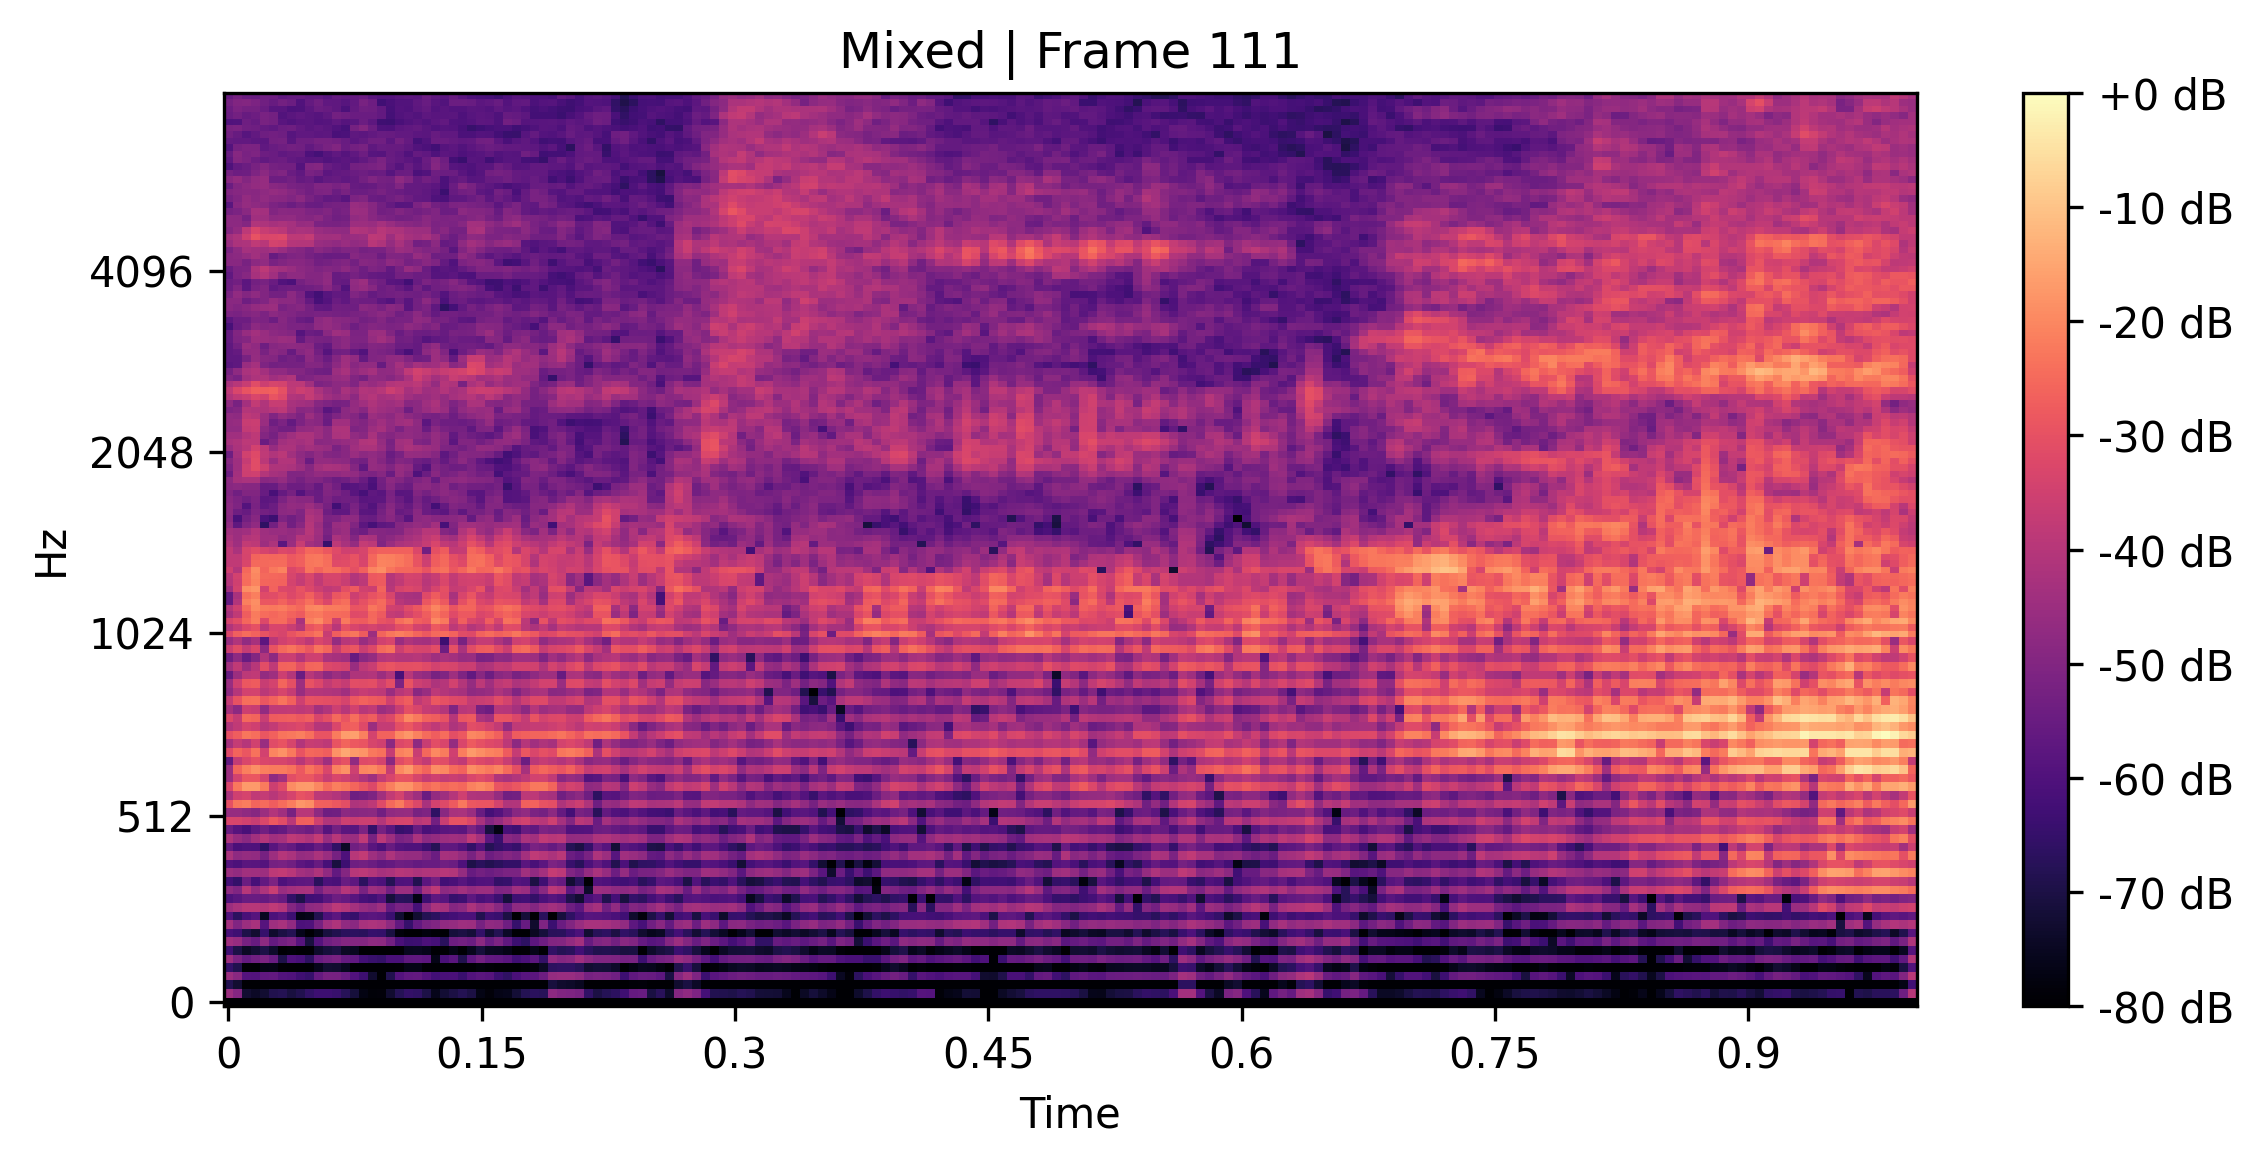 Mixed | Frame 111
Hz
4096
2048
1024
512
0
0 0.15 0.3 0.45 0.6 0.75 0.9
Time
+0 dB
-10 dB
-20 dB
-30 dB
-40 dB
-50 dB
-60 dB
-70 dB
-80 dB